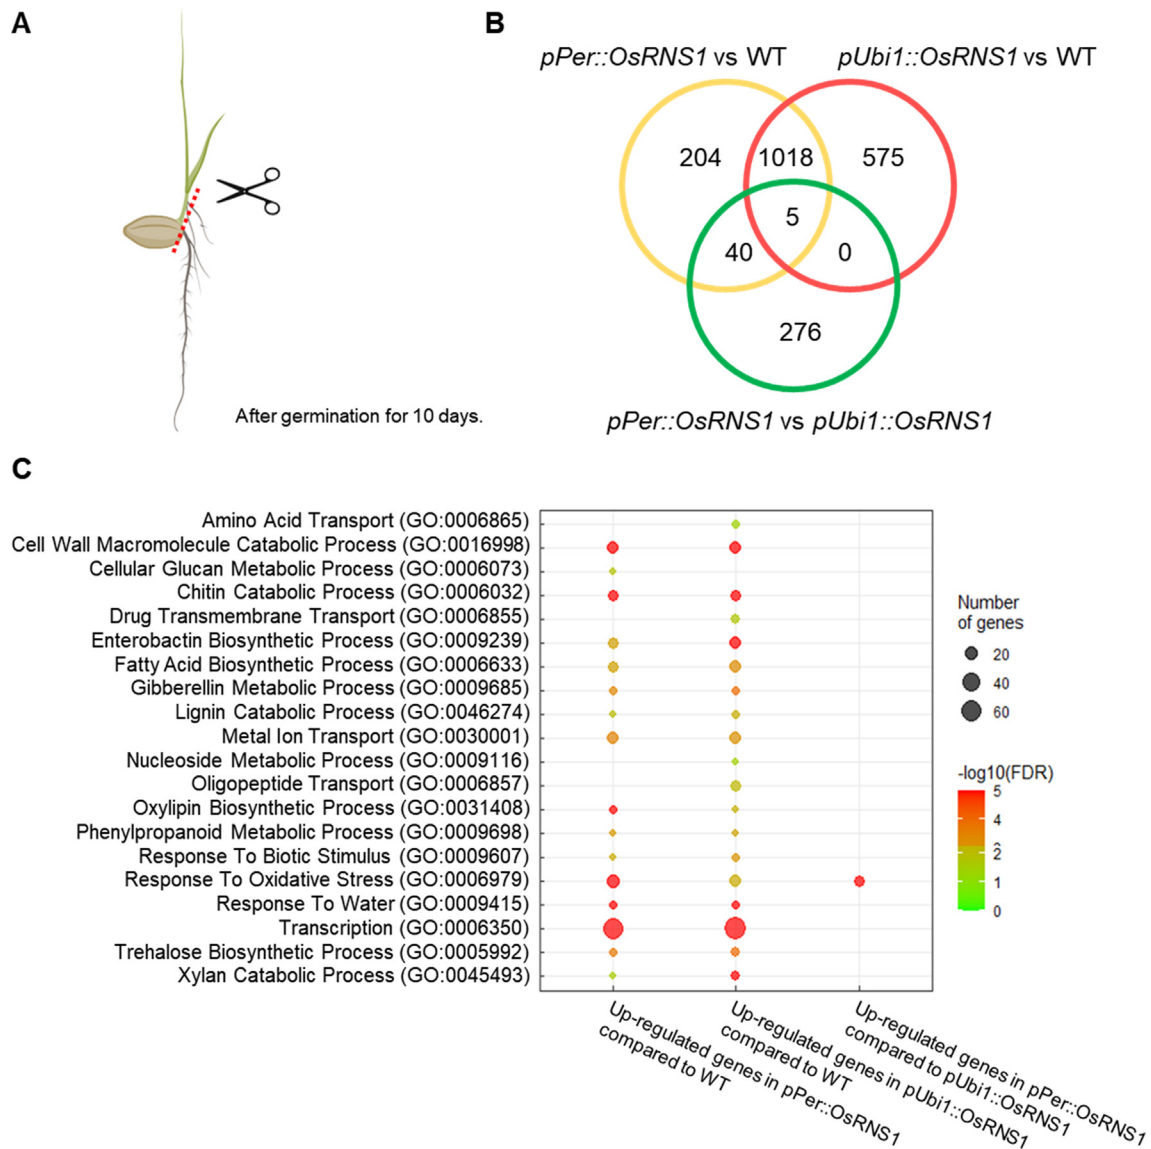 A
After germination for 10 days.
B
pPer::OsRNS1 vs WT
pUbi1::OsRNS1 vs WT
204
1018
575
5
40
0
276
pPer::OsRNS1 vs pUbi1::OsRNS1
C
Amino Acid Transport (GO:0006865)
Cell Wall Macromolecule Catabolic Process (GO:0016998)
Cellular Glucan Metabolic Process (GO:0006073)
Chitin Catabolic Process (GO:0006032)
Drug Transmembrane Transport (GO:0006855)
Enterobactin Biosynthetic Process (GO:0009239)
Fatty Acid Biosynthetic Process (GO:0006633)
Gibberellin Metabolic Process (GO:0009685)
Lignin Catabolic Process (GO:0046274)
Metal Ion Transport (GO:0030001)
Nucleoside Metabolic Process (GO:0009116)
Oligopeptide Transport (GO:0006857)
Oxylipin Biosynthetic Process (GO:0031408)
Phenylpropanoid Metabolic Process (GO:0009698)
Response To Biotic Stimulus (GO:0009607)
Response To Oxidative Stress (GO:0006979)
Response To Water (GO:0009415)
Transcription (GO:0006350)
Trehalose Biosynthetic Process (GO:0005992)
Xylan Catabolic Process (GO:0045493)
Up-regulated genes in pPer::OsRNS1
compared to WT
Up-regulated genes in pUbi1::OsRNS1
compared to WT
Up-regulated genes in pPer::OsRNS1
compared to pUbi1::OsRNS1
Number
of genes
20
40
60
-log10(FDR)
5
4
2
1
0